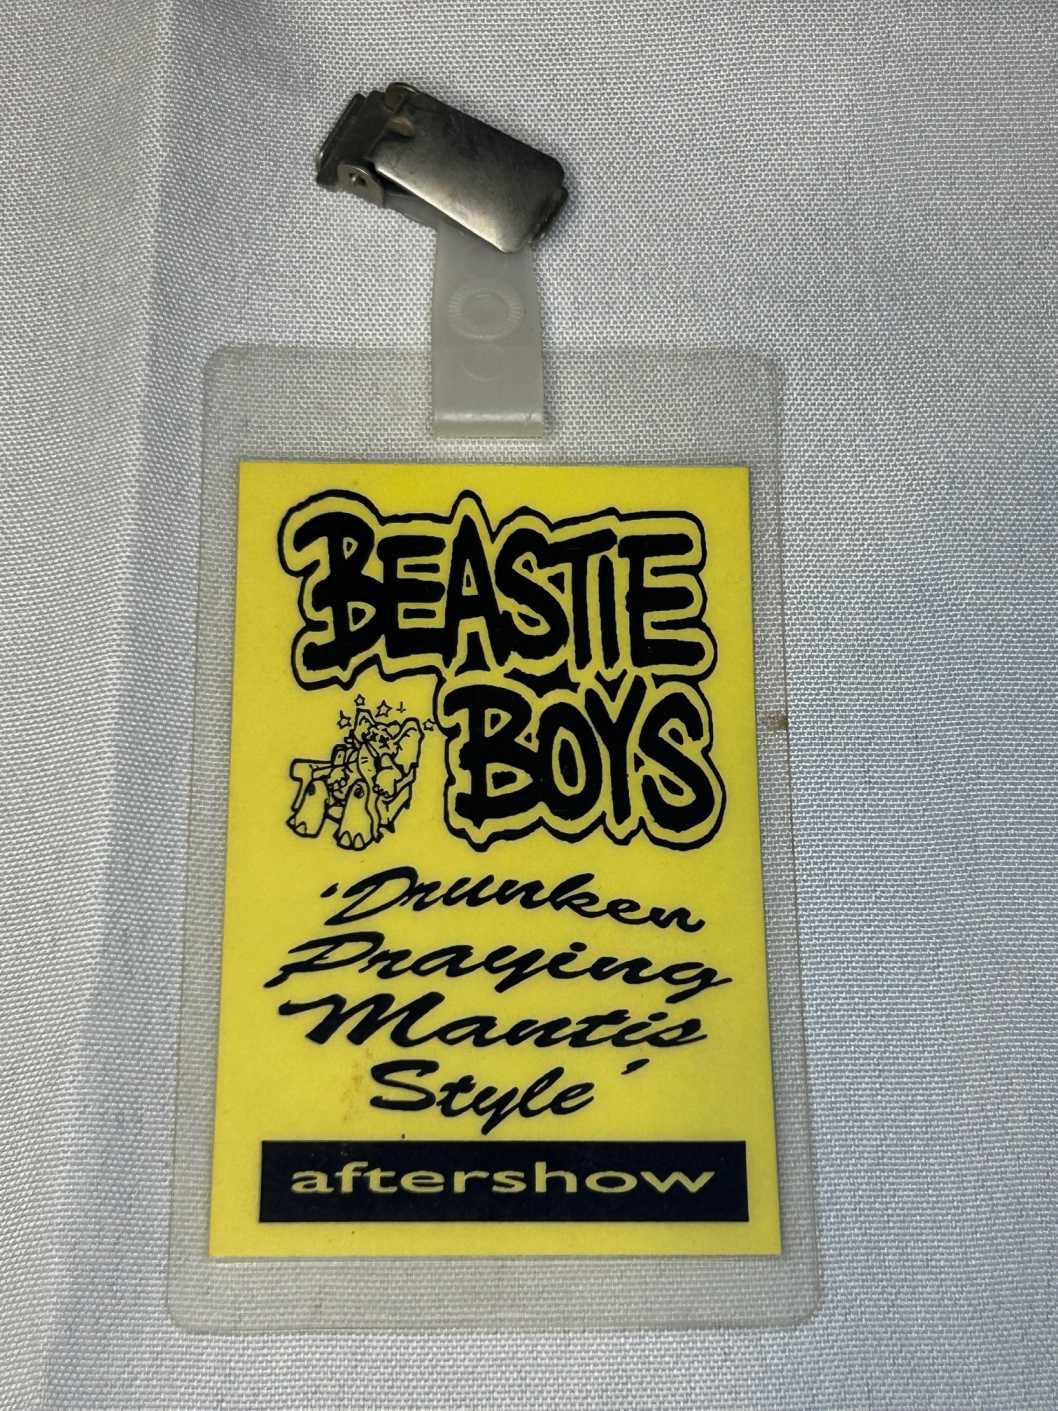 BEASTIE
BOYS
'Drunken
Praying
Mantis
Style'
aftershow